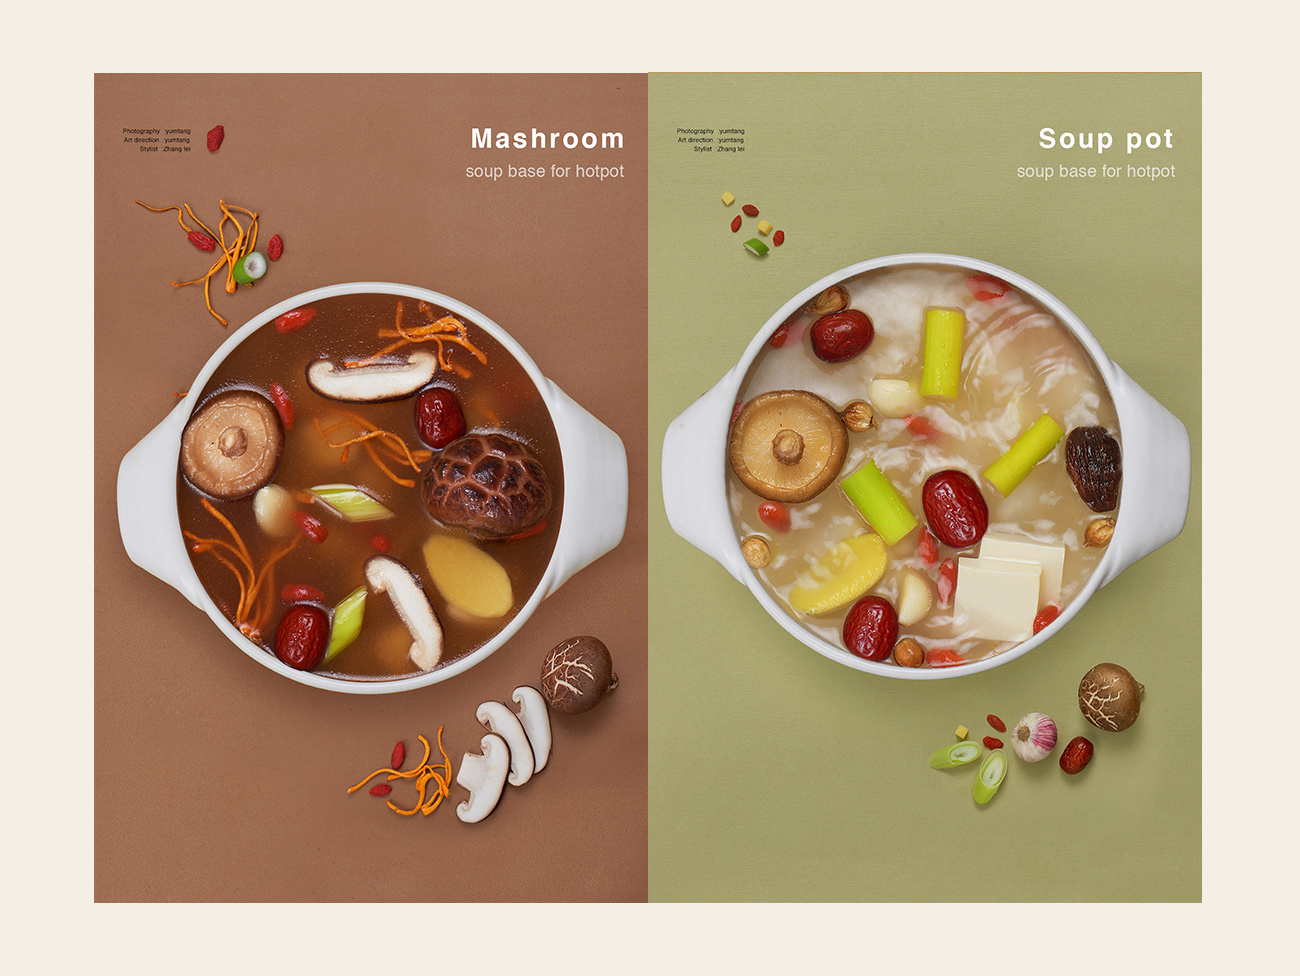 Photography :yumtang
Art direction :yumtang
Stylist :Zhang lei
Mashroom
soup base for hotpot
Photography :yumtang
Art direction :yumtang
Stylist :Zhang lei
Soup pot
soup base for hotpot